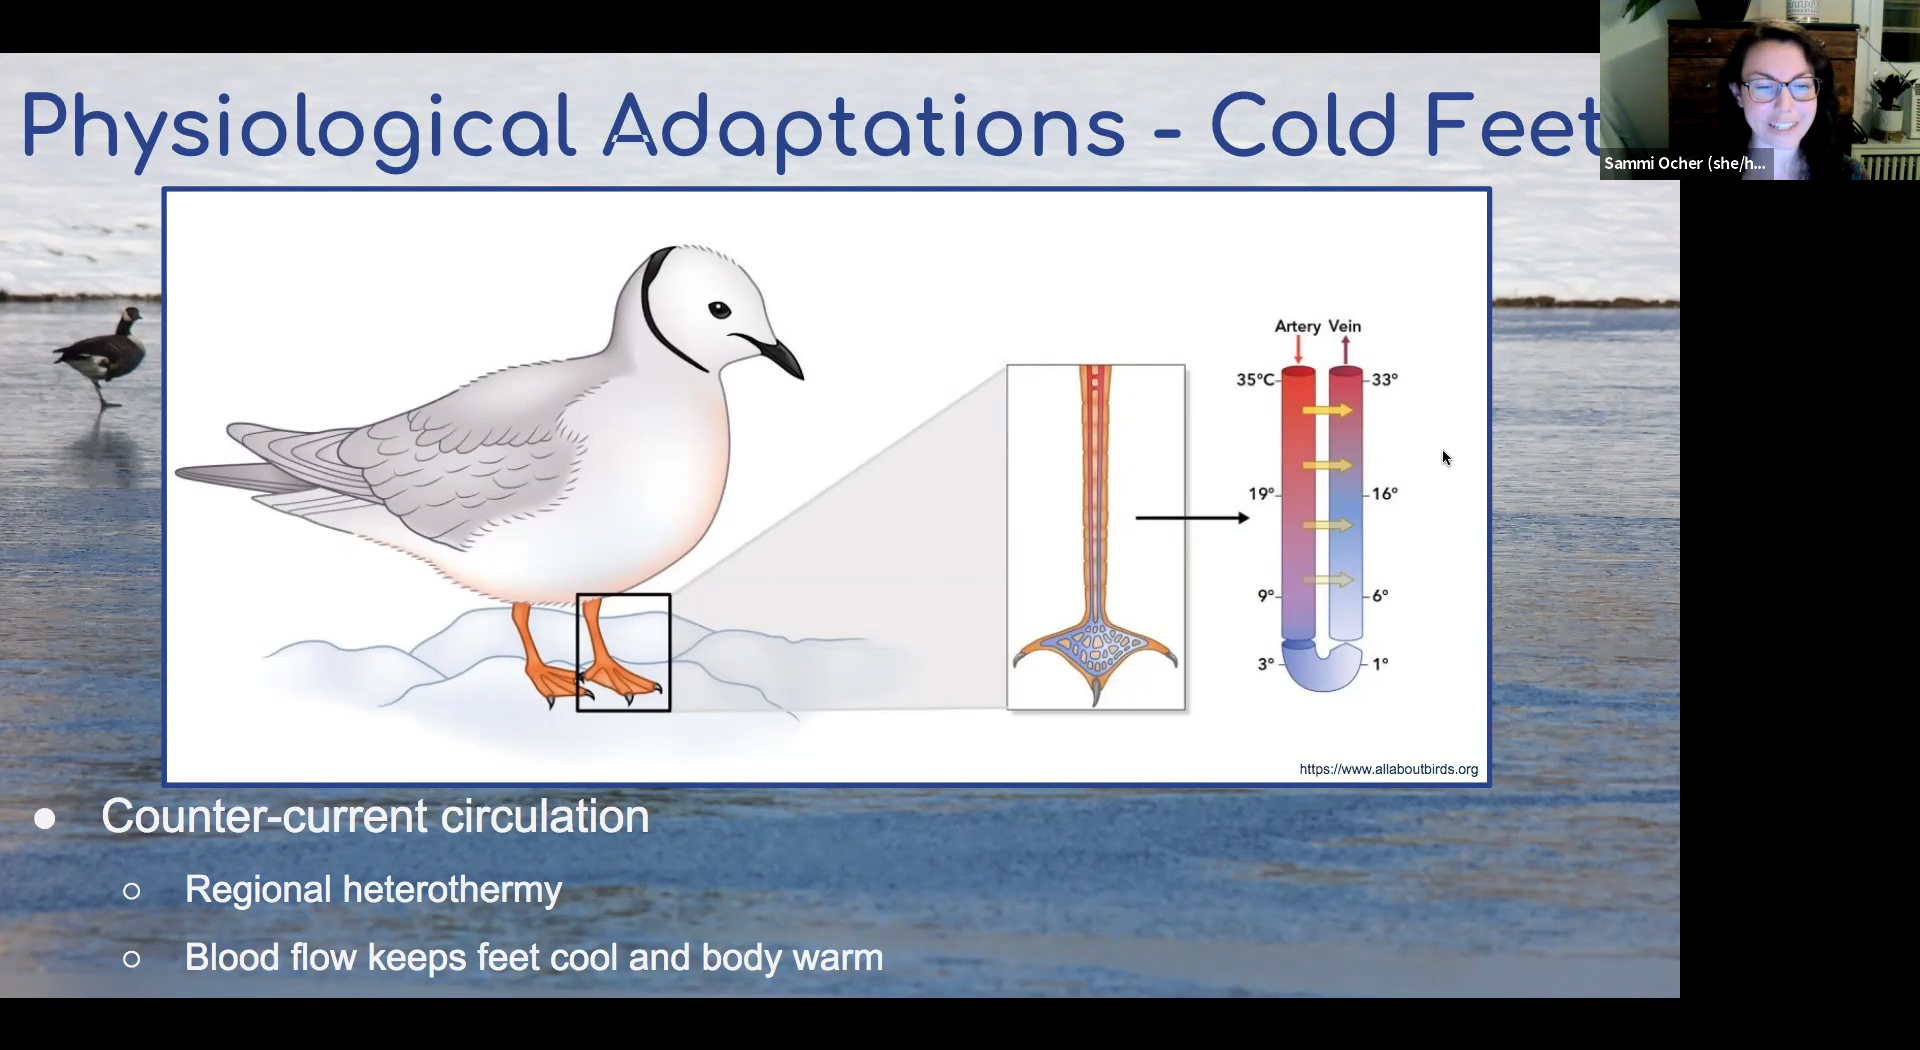 Physiological Adaptations - Cold Feet
Sammi Ocher (she/h...
Artery Vein
35°C
33°
19°
16°
9°
6°
3°
1°
https://www.allaboutbirds.org
● Counter-current circulation
○ Regional heterothermy
○ Blood flow keeps feet cool and body warm